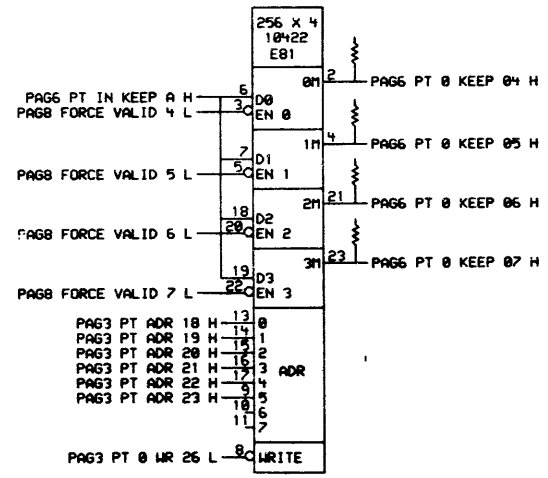 256 X 4
10422
E81
0M 2 PAG6 PT 0 KEEP 04 H
PAG6 PT IN KEEP A H 6 D0
PAG8 FORCE VALID 4 L 3 EN 0
1M 4 PAG6 PT 0 KEEP 05 H
7 D1
PAG8 FORCE VALID 5 L 5 EN 1
2M 21 PAG6 PT 0 KEEP 06 H
18 D2
PAG8 FORCE VALID 6 L 20 EN 2
3M 23 PAG6 PT 0 KEEP 07 H
19 D3
PAG8 FORCE VALID 7 L 22 EN 3
PAG3 PT ADR 18 H 13 0
PAG3 PT ADR 19 H 14 1
PAG3 PT ADR 20 H 15 2
PAG3 PT ADR 21 H 16 3 ADR
PAG3 PT ADR 22 H 17 4
PAG3 PT ADR 23 H 9 5
10 6
11 7
PAG3 PT 0 WR 26 L 8 WRITE